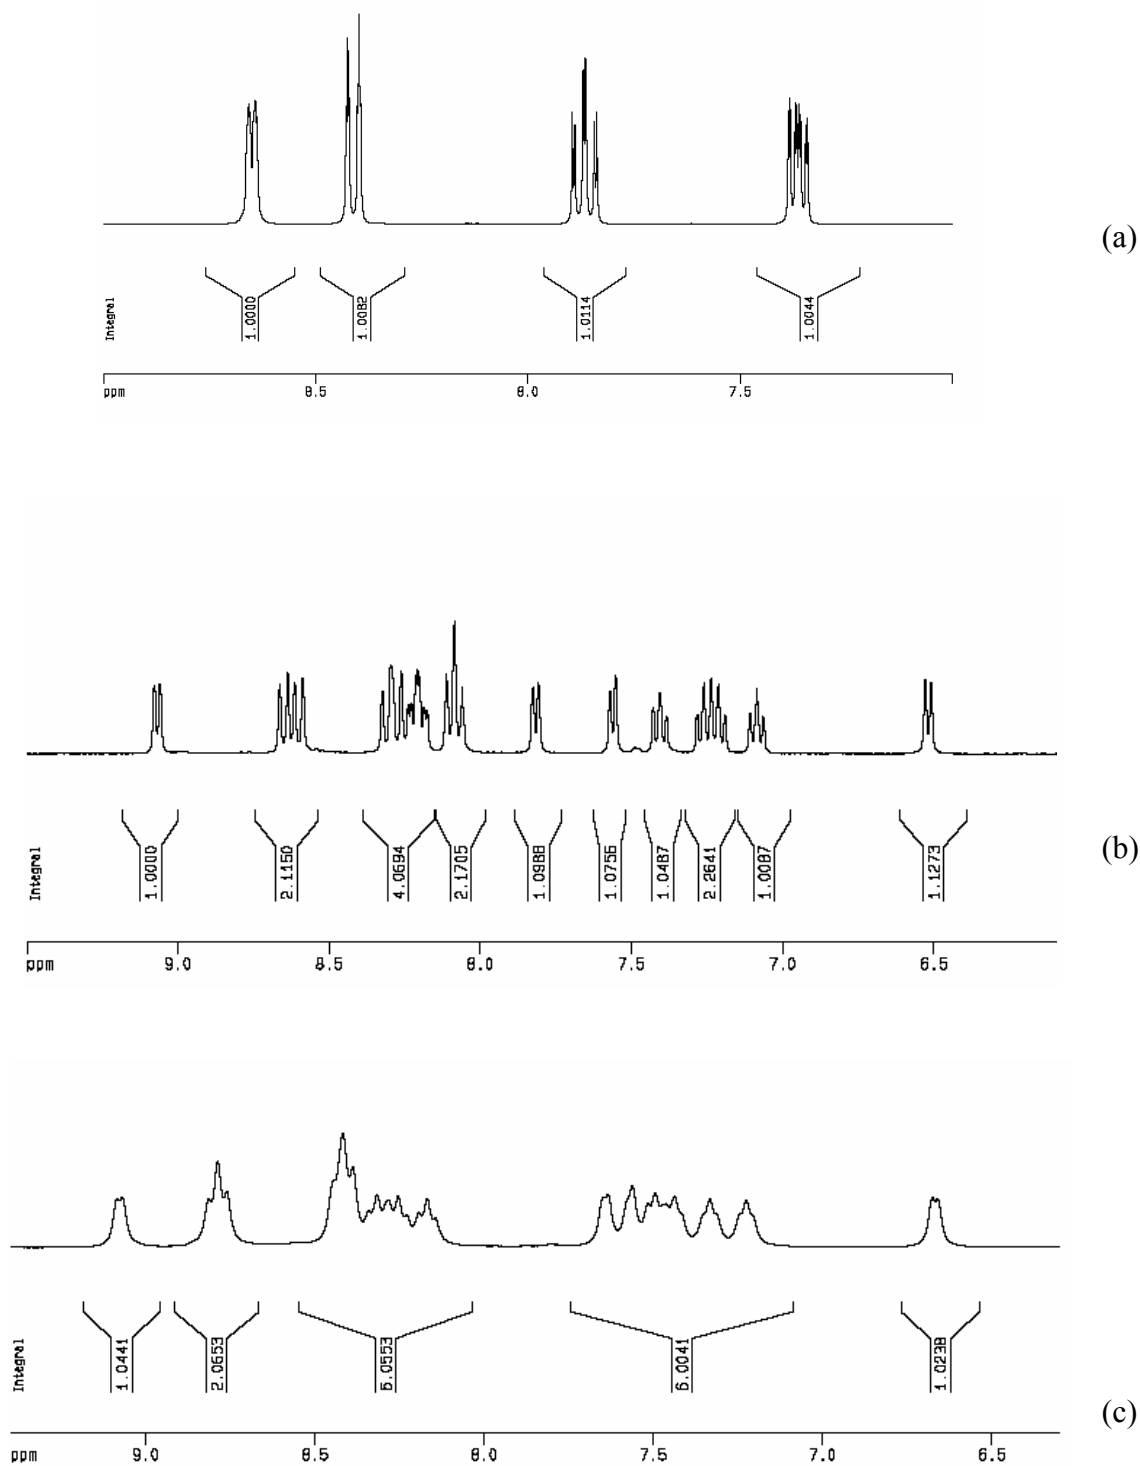 (a)
Integral
1.0000
1.0082
1.0114
1.0044
ppm 8.5 8.0 7.5
(b)
Integral
1.0000
2.1160
4.0694
2.1705
1.0988
1.0756
1.0487
2.2641
1.0087
1.1273
ppm 9.0 8.5 8.0 7.5 7.0 6.5
(c)
Integral
1.0441
2.0653
6.0553
6.0041
1.0238
ppm 9.0 8.5 8.0 7.5 7.0 6.5